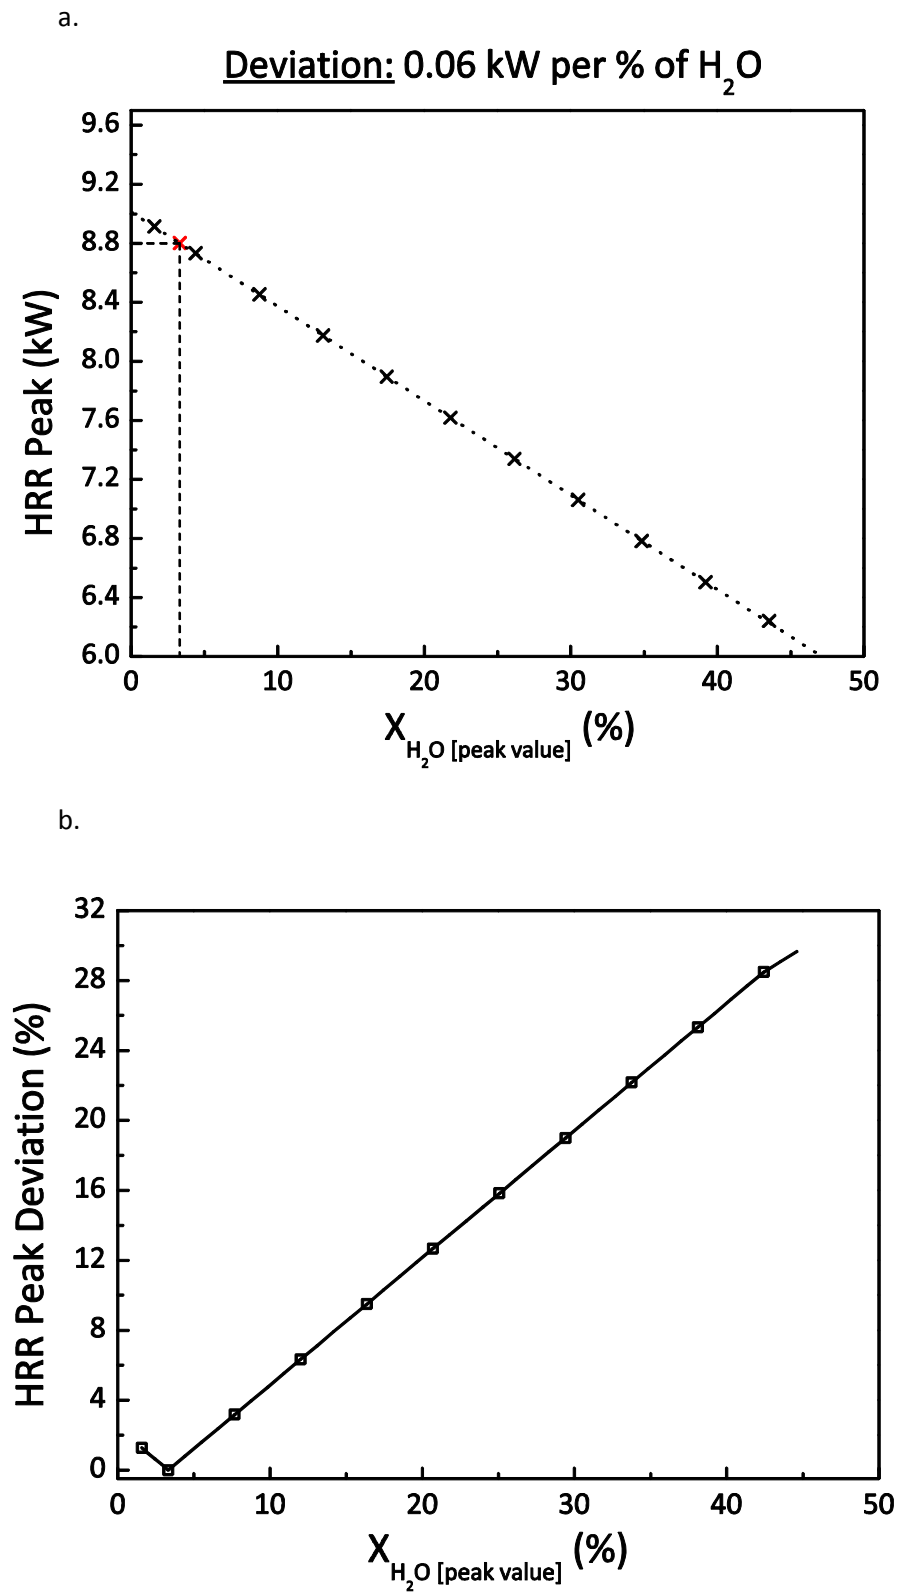 a.
Deviation: 0.06 kW per % of H₂O
9.6
9.2
8.8
8.4
8.0
7.6
7.2
6.8
6.4
6.0
HRR Peak (kW)
0 10 20 30 40 50
X H₂O [peak value] (%)
b.
32
28
24
20
16
12
8
4
0
HRR Peak Deviation (%)
0 10 20 30 40 50
X H₂O [peak value] (%)